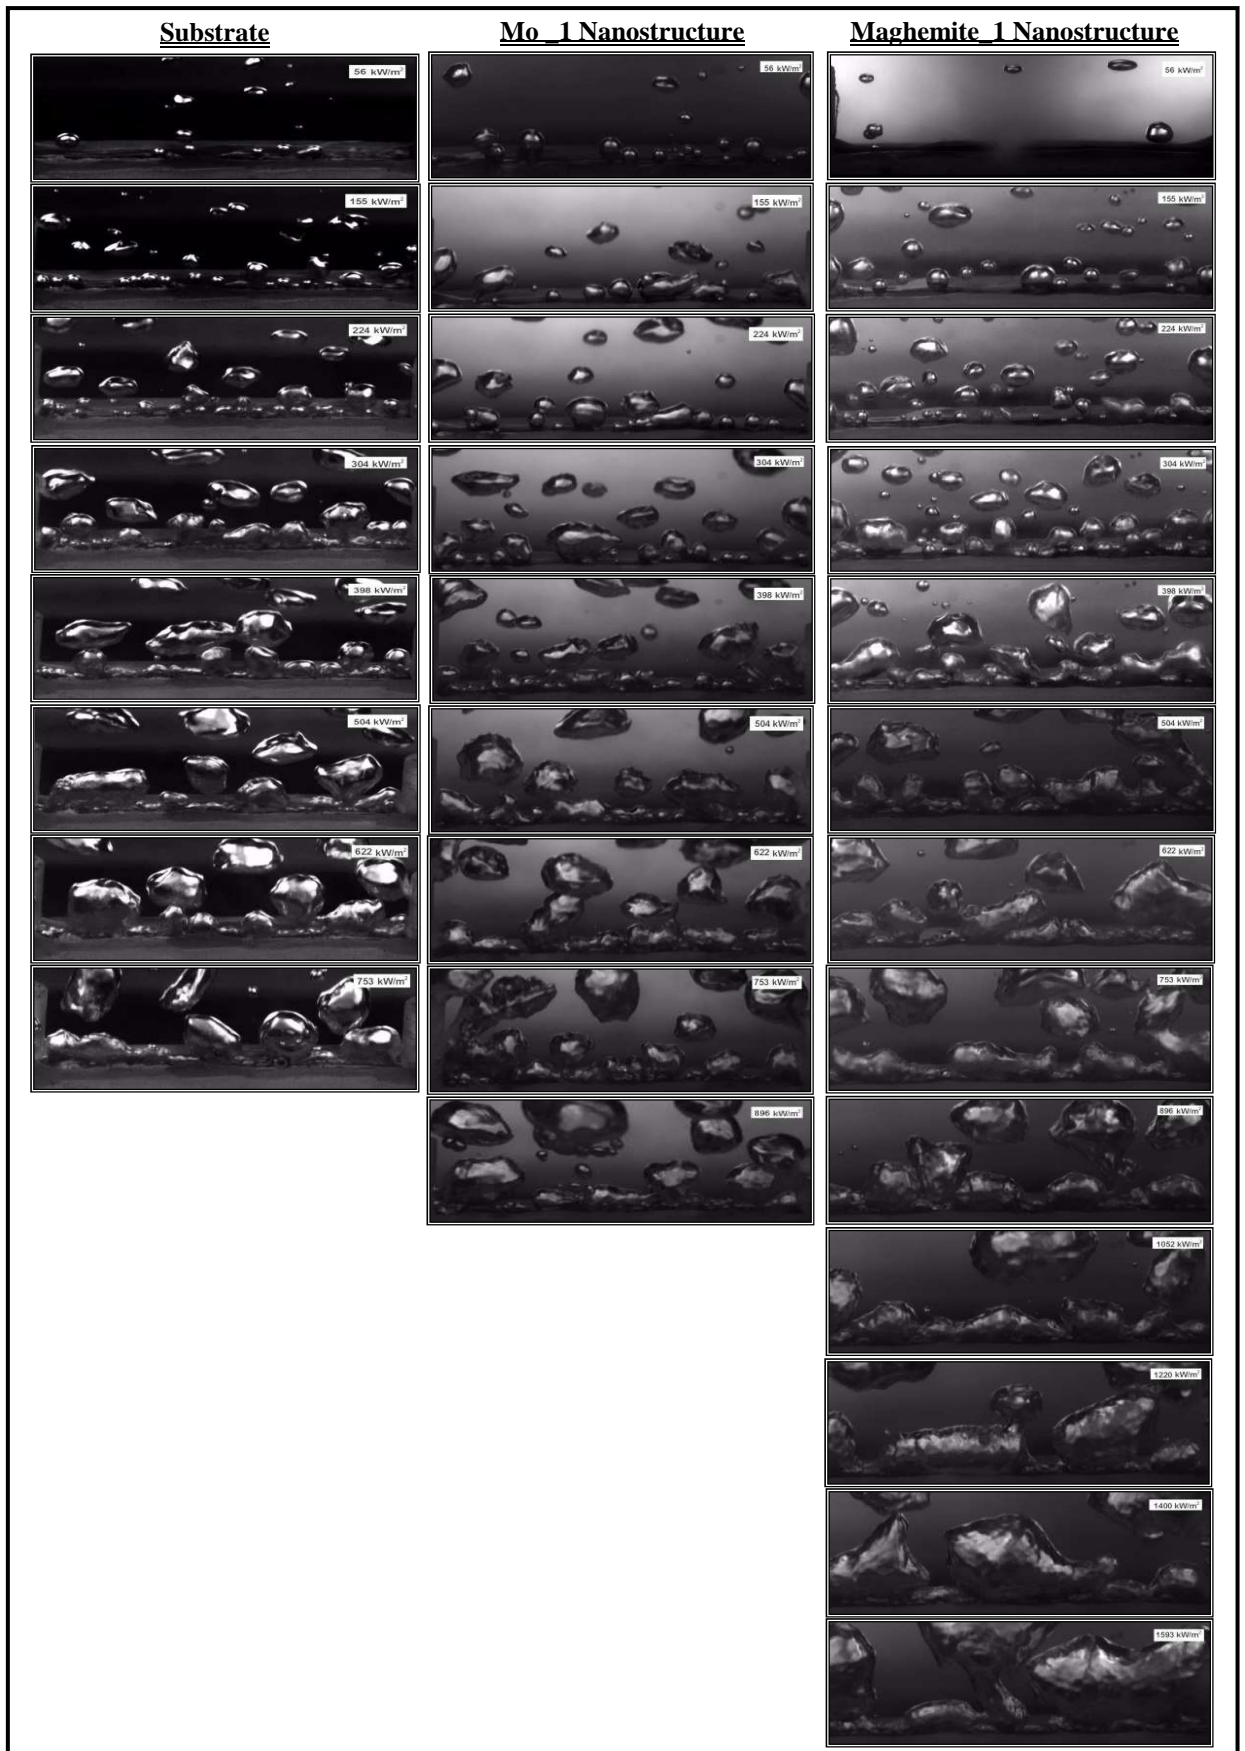 Substrate
Mo _1 Nanostructure
Maghemite_1 Nanostructure
56 kW/m²
56 kW/m²
56 kW/m²
155 kW/m²
155 kW/m²
155 kW/m²
224 kW/m²
224 kW/m²
224 kW/m²
304 kW/m²
304 kW/m²
304 kW/m²
398 kW/m²
398 kW/m²
398 kW/m²
504 kW/m²
504 kW/m²
504 kW/m²
622 kW/m²
622 kW/m²
622 kW/m²
753 kW/m²
753 kW/m²
753 kW/m²
896 kW/m²
896 kW/m²
1052 kW/m²
1220 kW/m²
1400 kW/m²
1593 kW/m²